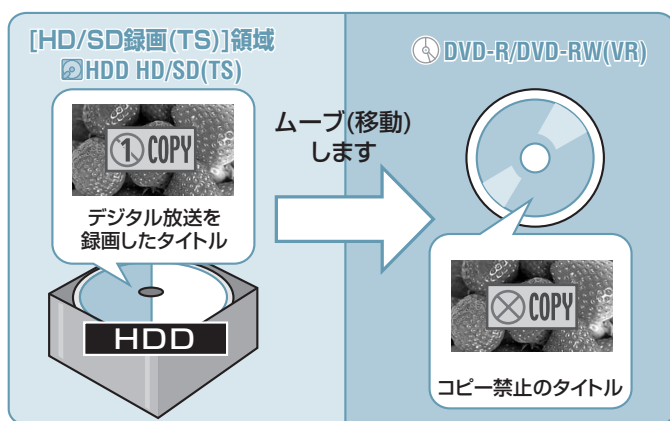 [HD/SD録画(TS)]領域
HDD HD/SD(TS)
1 COPY
デジタル放送を
録画したタイトル
HDD
ムーブ(移動)
します
DVD-R/DVD-RW(VR)
COPY
コピー禁止のタイトル